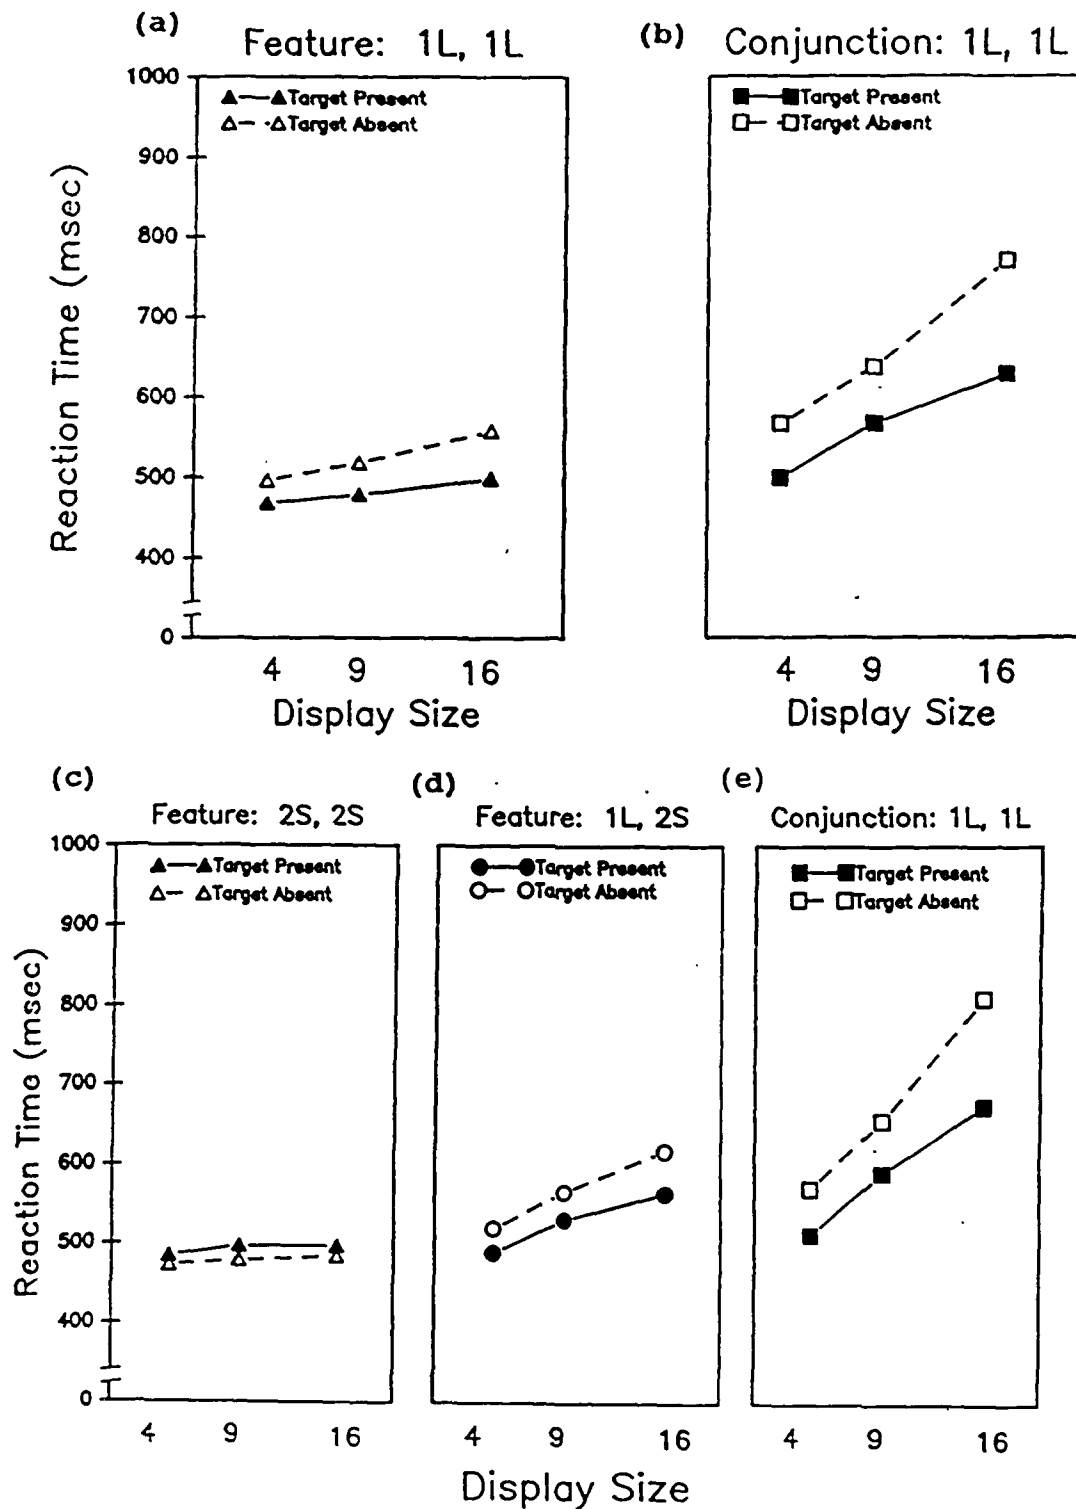 (a)
Feature: 1L, 1L
(b)
Conjunction: 1L, 1L
Target Present
Target Absent
Target Present
Target Absent
Reaction Time (msec)
1000
900
800
700
600
500
400
0
4 9 16
Display Size
4 9 16
Display Size
(c)
Feature: 2S, 2S
(d)
Feature: 1L, 2S
(e)
Conjunction: 1L, 1L
Target Present
Target Absent
Target Present
Target Absent
Target Present
Target Absent
Reaction Time (msec)
1000
900
800
700
600
500
400
0
4 9 16
4 9 16
4 9 16
Display Size